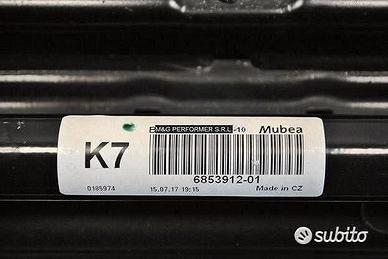 EM&G PERFORMER S.R.L -10 Mubea
K7
6853912-01
0185974 15.07.17 19:15 Made in CZ
subito